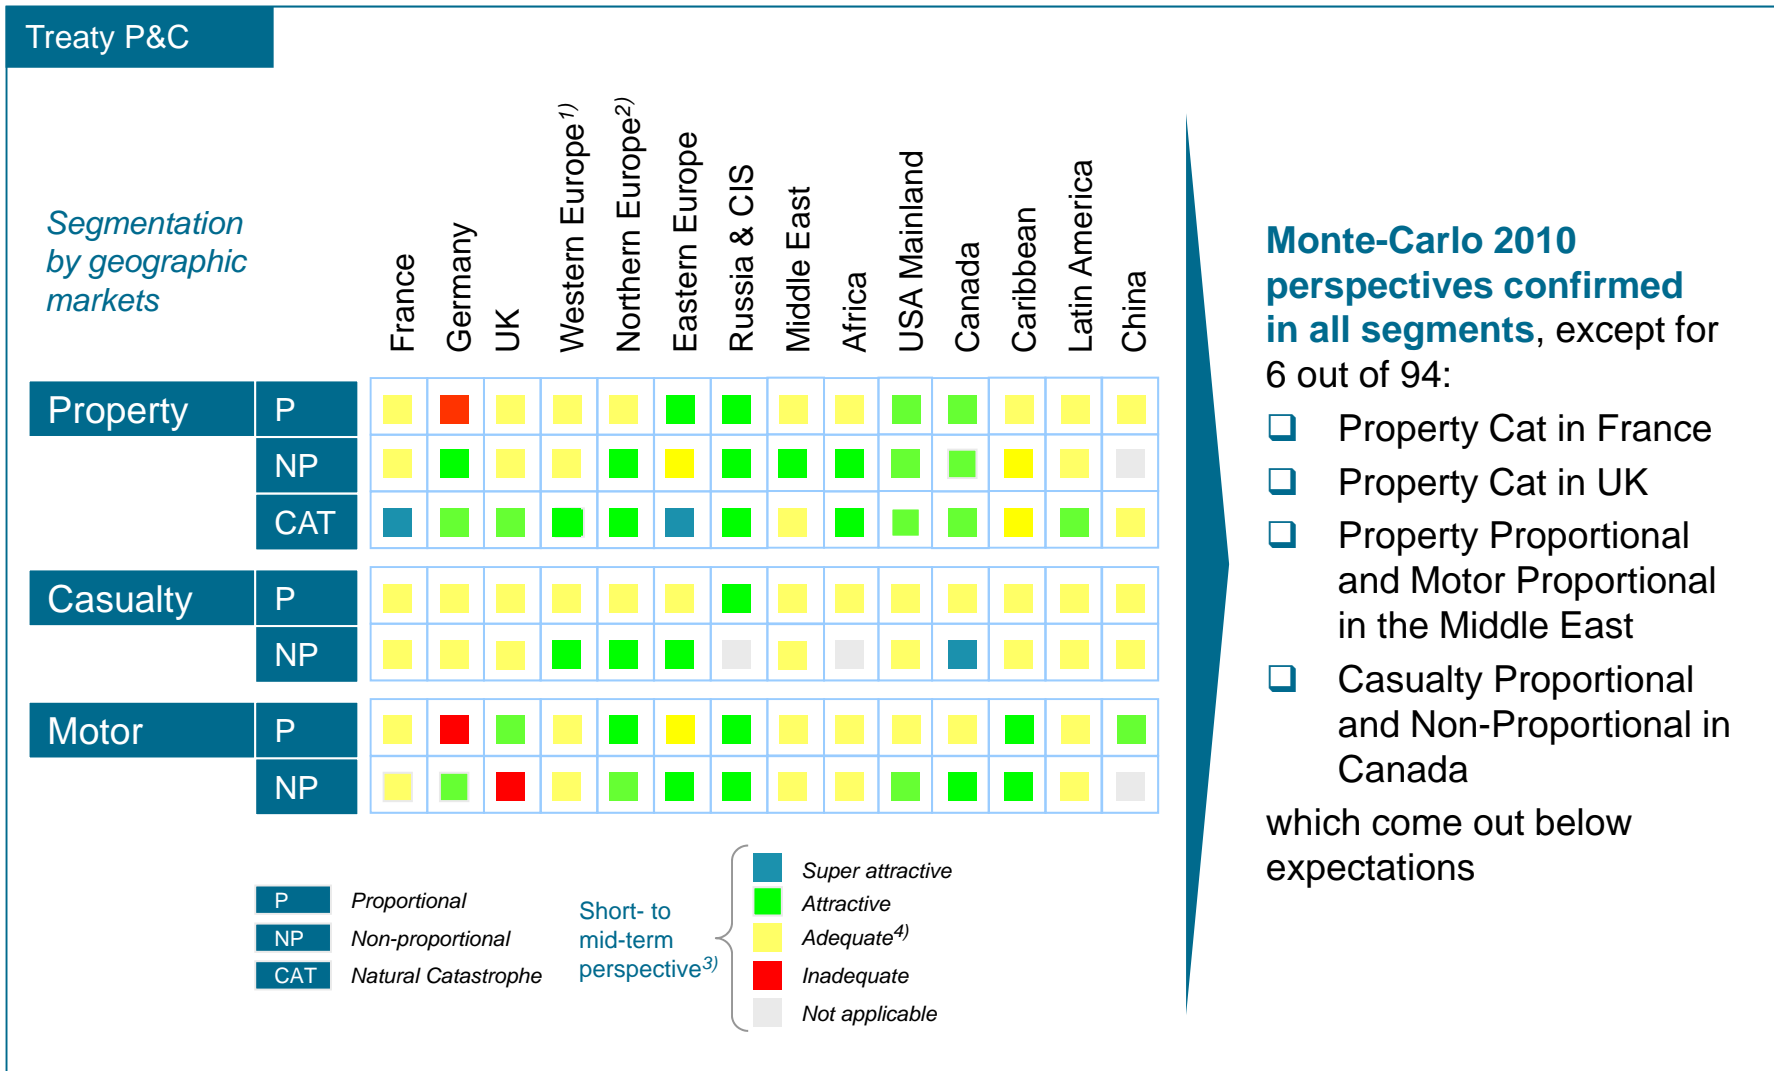 Treaty P&C
Segmentation
by geographic
markets
France
Germany
UK
Western Europe1)
Northern Europe2)
Eastern Europe
Russia & CIS
Middle East
Africa
USA Mainland
Canada
Caribbean
Latin America
China
Property
P
NP
CAT
Casualty
P
NP
Motor
P
NP
P Proportional
NP Non-proportional
CAT Natural Catastrophe
Short- to
mid-term
perspective3)
Super attractive
Attractive
Adequate4)
Inadequate
Not applicable
Monte-Carlo 2010
perspectives confirmed
in all segments, except for
6 out of 94:
❑ Property Cat in France
❑ Property Cat in UK
❑ Property Proportional
and Motor Proportional
in the Middle East
❑ Casualty Proportional
and Non-Proportional in
Canada
which come out below
expectations